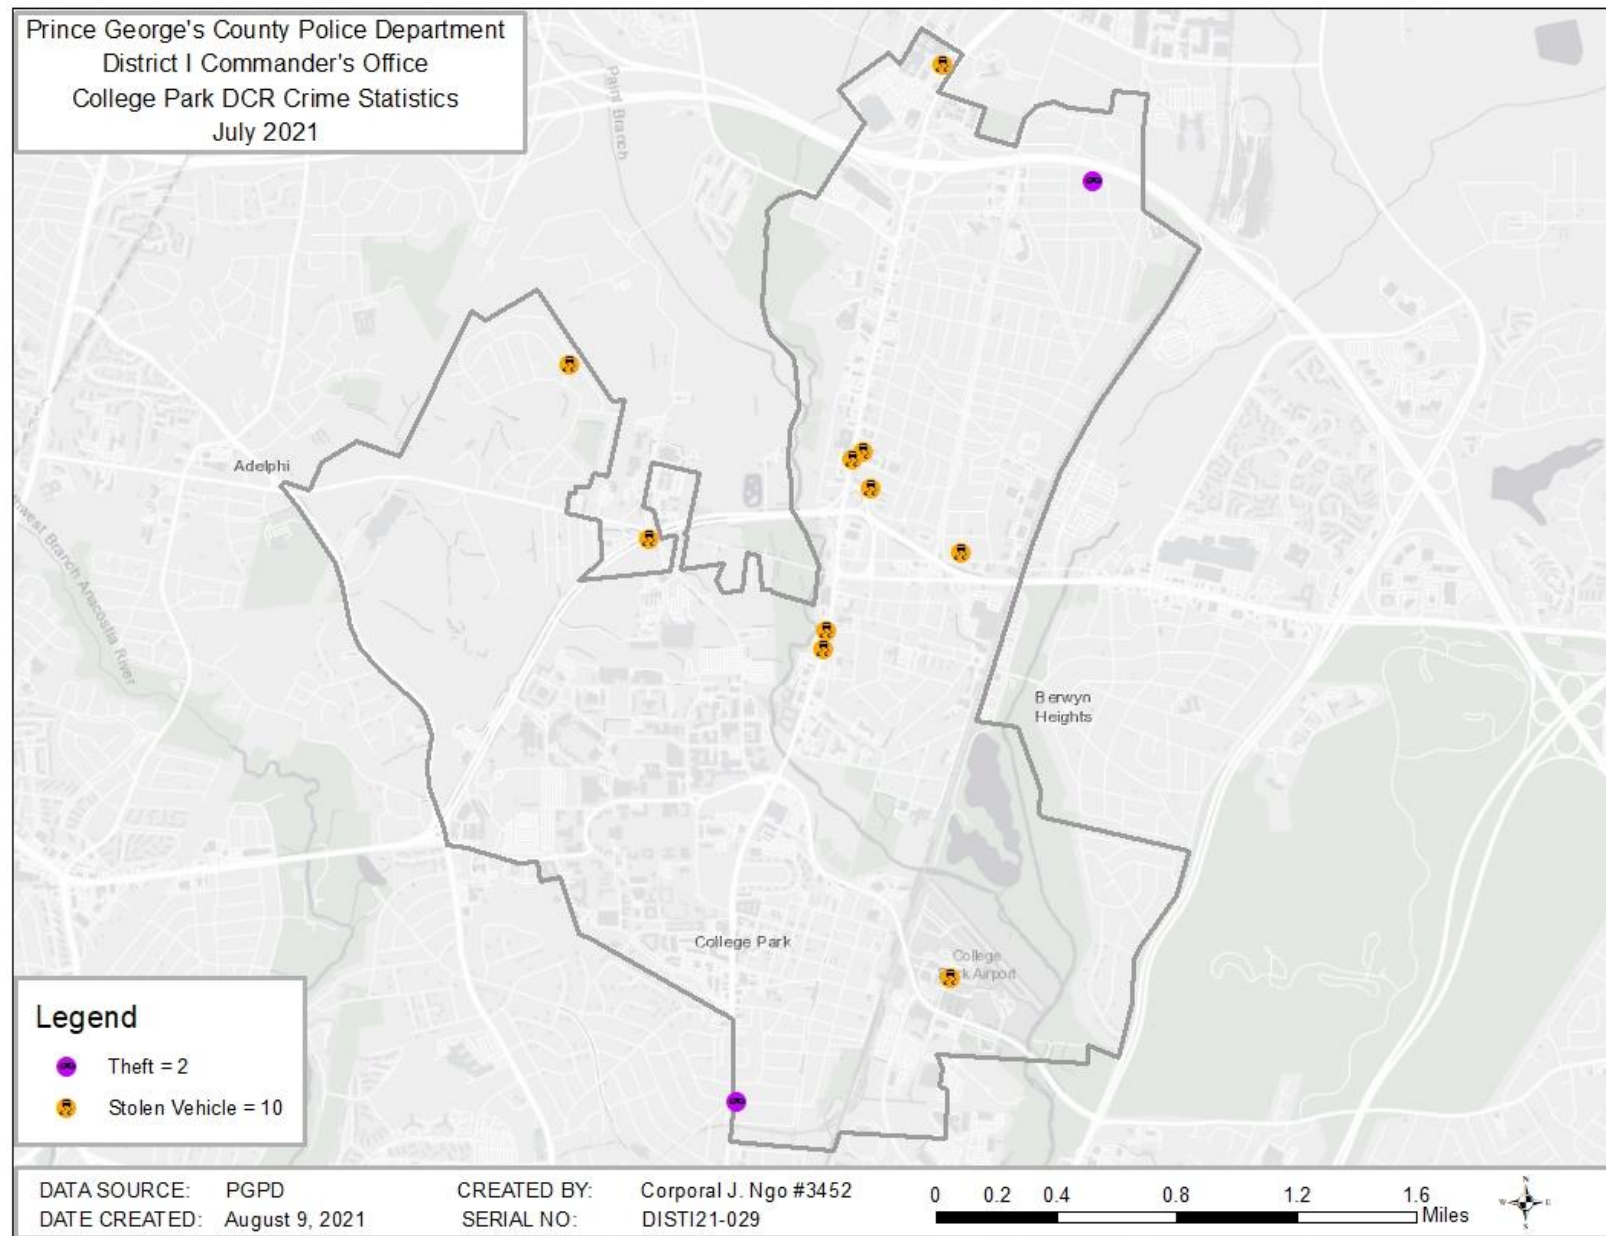 Prince George's County Police Department
District I Commander's Office
College Park DCR Crime Statistics
July 2021
Paint Branch
Adelphi
west Branch Anacostia River
Berwyn
Heights
College Park
College
k Airport
Legend
Theft = 2
Stolen Vehicle = 10
DATA SOURCE: PGPD CREATED BY: Corporal J. Ngo #3452
DATE CREATED: August 9, 2021 SERIAL NO: DISTI21-029
0 0.2 0.4 0.8 1.2 1.6
Miles
N
W E
S